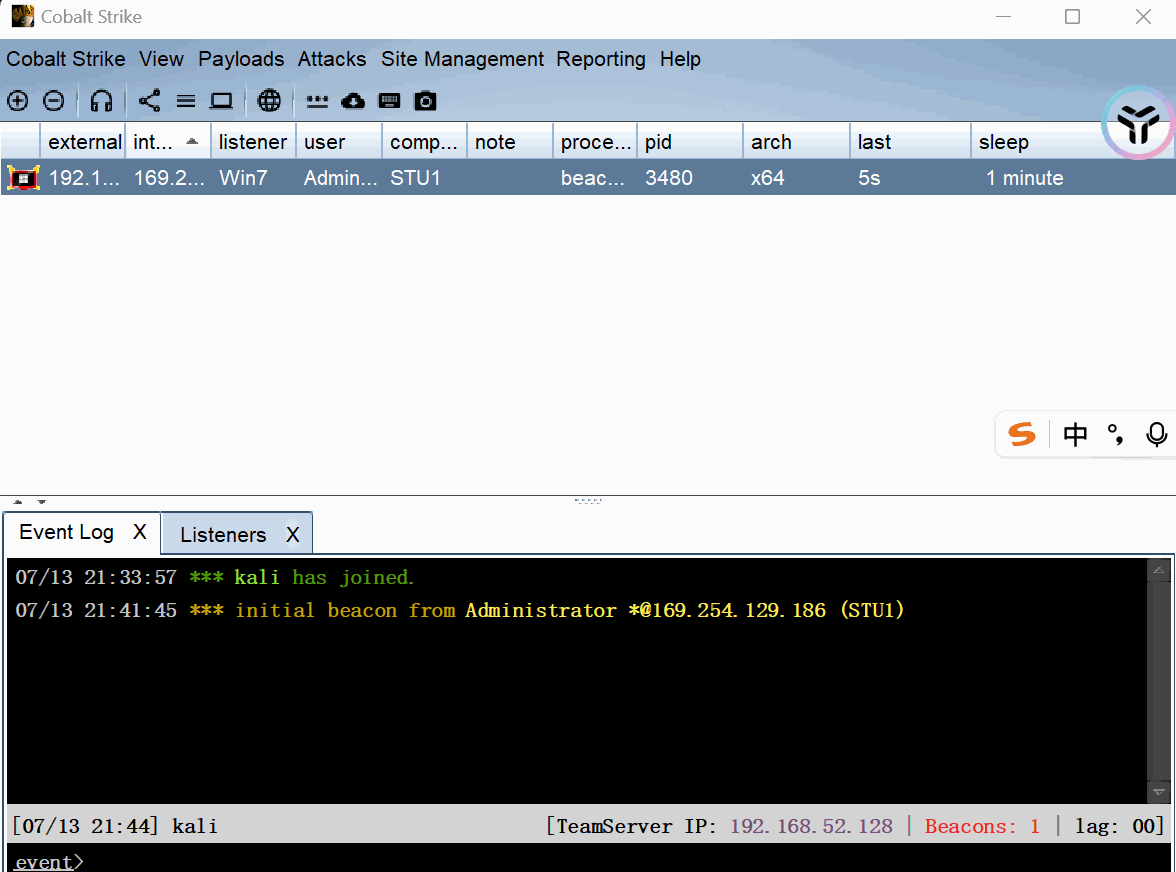 Cobalt Strike
Cobalt Strike View Payloads Attacks Site Management Reporting Help
external int... listener user comp... note proce... pid arch last sleep
192.1... 169.2... Win7 Admin... STU1 beac... 3480 x64 5s 1 minute
S 中 °,
Event Log X Listeners X
07/13 21:33:57 *** kali has joined.
07/13 21:41:45 *** initial beacon from Administrator *@169.254.129.186 (STU1)
[07/13 21:44] kali [TeamServer IP: 192.168.52.128 | Beacons: 1 | lag: 00]
event>